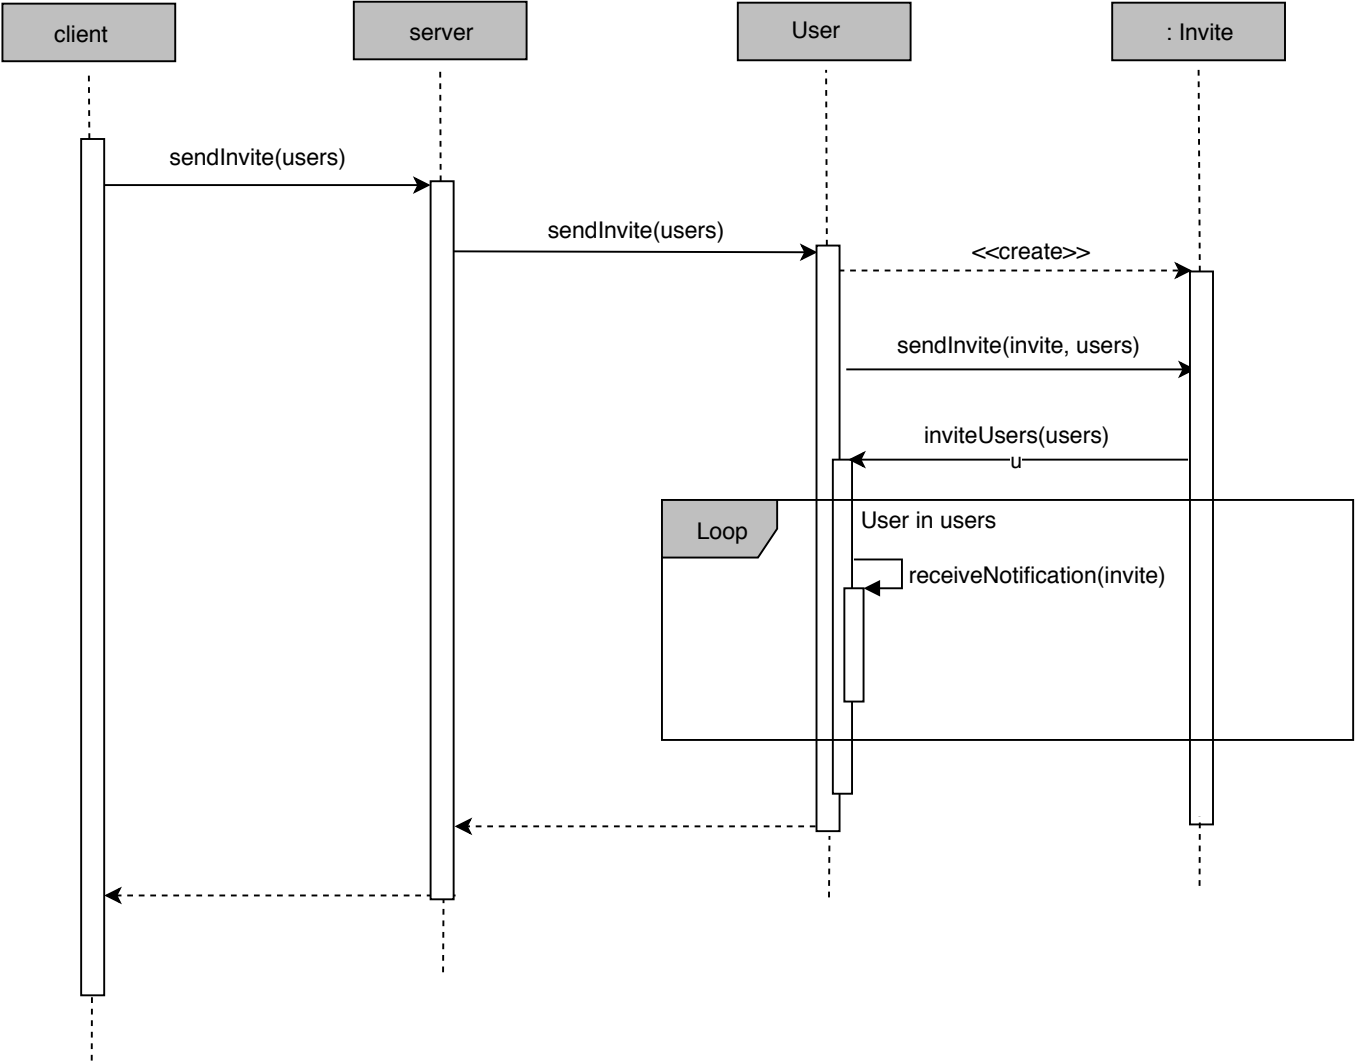 client
server
User
: Invite
sendInvite(users)
sendInvite(users)
<<create>>
sendInvite(invite, users)
inviteUsers(users)
u
Loop
User in users
receiveNotification(invite)